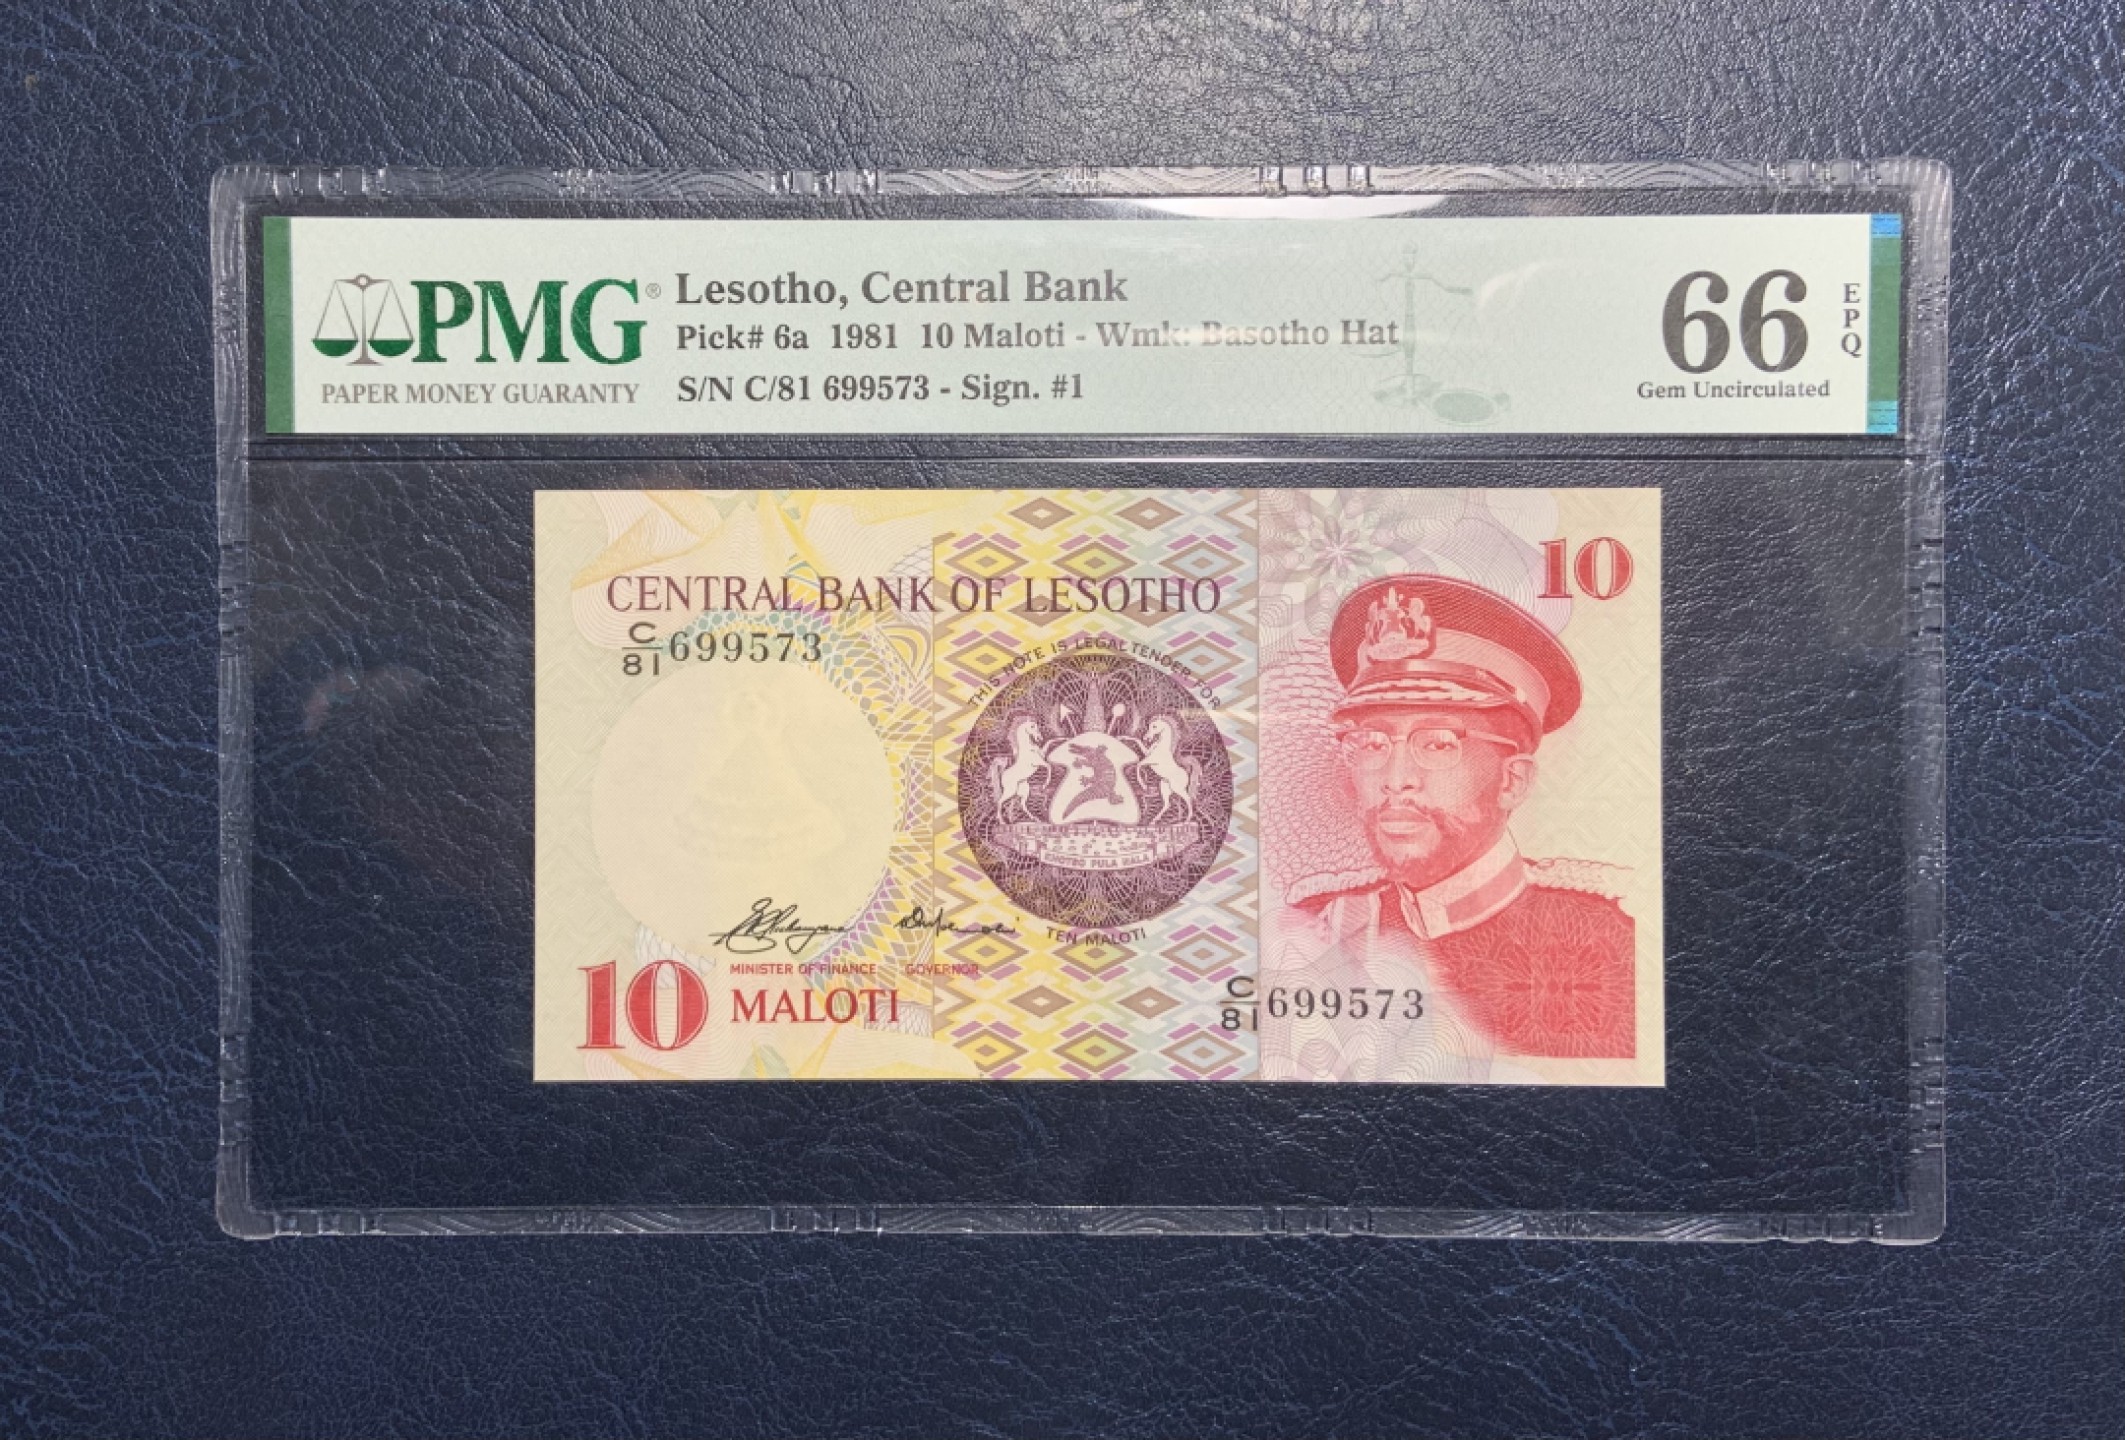 PMG®
PAPER MONEY GUARANTY
Lesotho, Central Bank
Pick# 6a 1981 10 Maloti - Wmk: Basotho Hat
S/N C/81 699573 - Sign. #1
66
EPQ
Gem Uncirculated
10
CENTRAL BANK OF LESOTHO
C/81 699573
THIS NOTE IS LEGAL TENDER FOR
KHOTSO PULA NALA
TEN MALOTI
MINISTER OF FINANCE GOVERNOR
10 MALOTI
C/81 699573